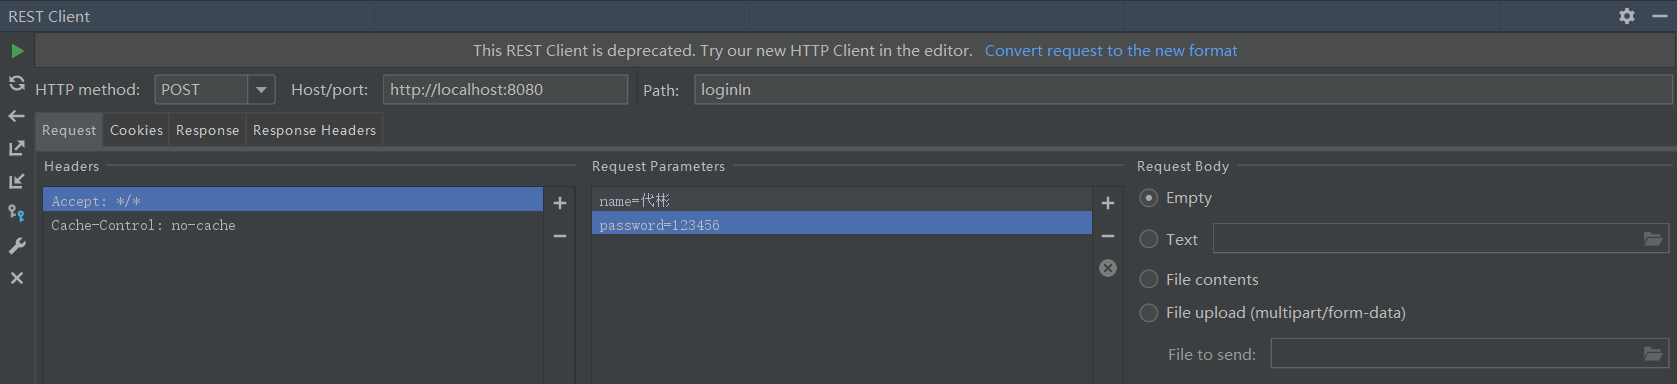 REST Client
This REST Client is deprecated. Try our new HTTP Client in the editor. Convert request to the new format
HTTP method: POST Host/port: http://localhost:8080 Path: loginIn
Request Cookies Response Response Headers
Headers Request Parameters Request Body
Accept: */* name=代彬 Empty
Cache-Control: no-cache password=123456
Text
File contents
File upload (multipart/form-data)
File to send: